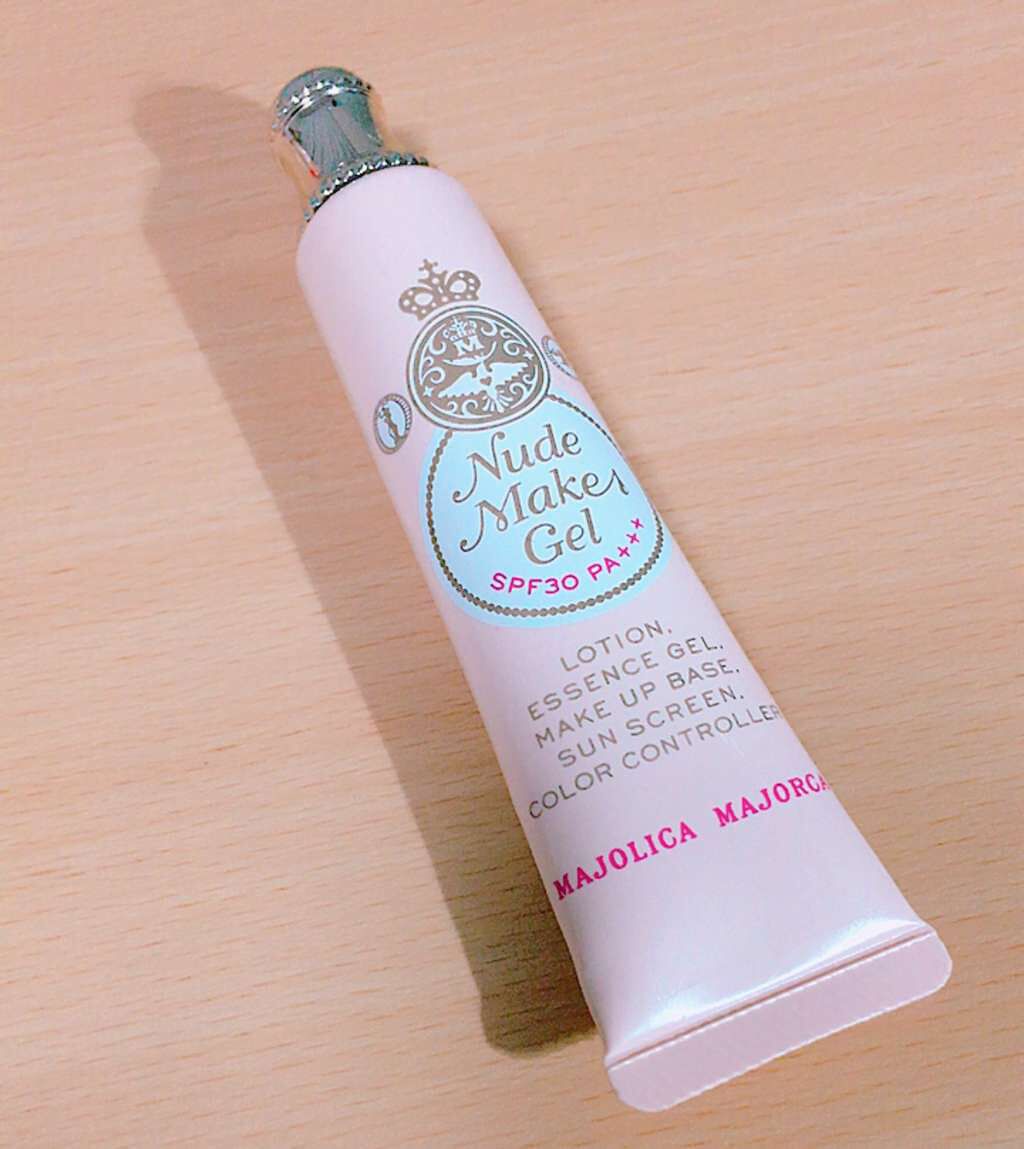 M
Nude
Make
Gel
SPF30 PA+++
LOTION.
ESSENCE GEL.
MAKE UP BASE.
SUN SCREEN.
COLOR CONTROLLER
MAJOLICA MAJORCA